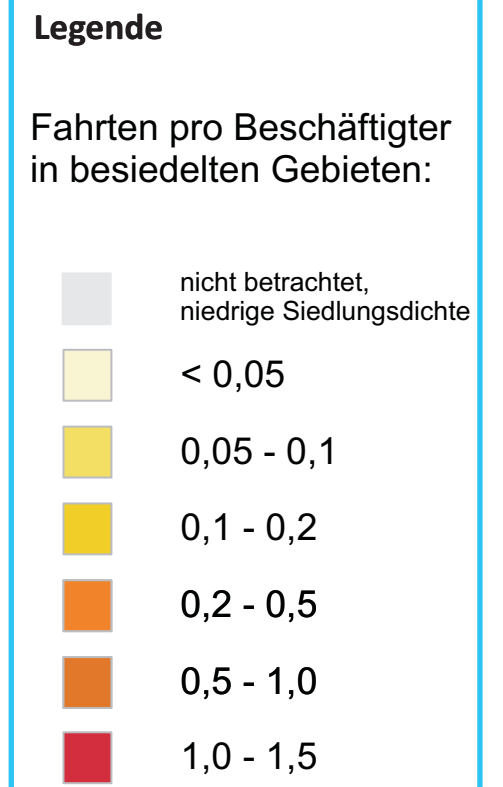 Legende
Fahrten pro Beschäftigter
in besiedelten Gebieten:
nicht betrachtet,
niedrige Siedlungsdichte
< 0,05
0,05 - 0,1
0,1 - 0,2
0,2 - 0,5
0,5 - 1,0
1,0 - 1,5